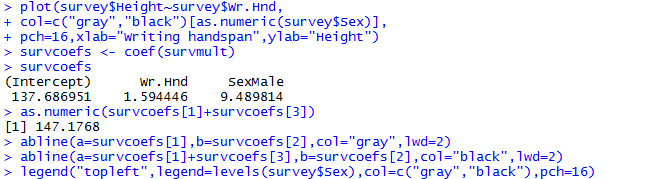 > plot(survey$Height~survey$Wr.Hnd,
+ col=c("gray","black")[as.numeric(survey$Sex)],
+ pch=16,xlab="Writing handspan",ylab="Height")
> survcoefs <- coef(survmult)
> survcoefs
(Intercept)      Wr.Hnd     SexMale
 137.686951    1.594446    9.489814
> as.numeric(survcoefs[1]+survcoefs[3])
[1] 147.1768
> abline(a=survcoefs[1],b=survcoefs[2],col="gray",lwd=2)
> abline(a=survcoefs[1]+survcoefs[3],b=survcoefs[2],col="black",lwd=2)
> legend("topleft",legend=levels(survey$Sex),col=c("gray","black"),pch=16)